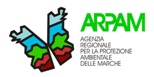 ARPAM
AGENZIA
REGIONALE
PER LA PROTEZIONE
AMBIENTALE
DELLE MARCHE